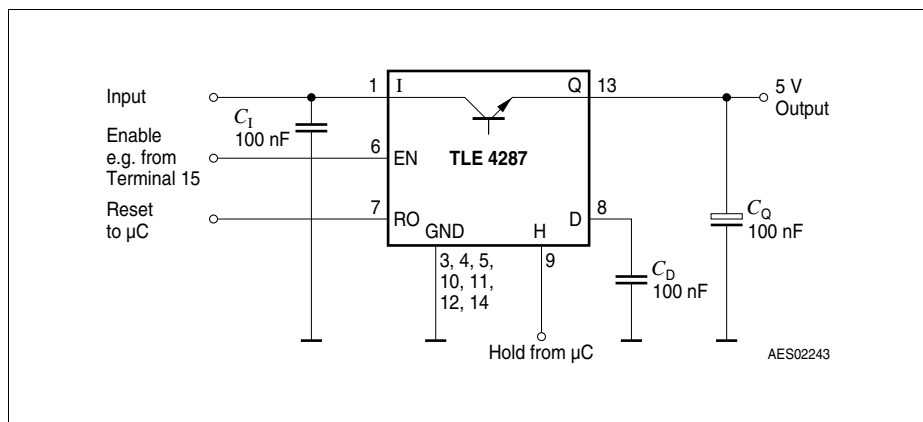 Input
1
I
Q
13
5 V
Output
C_I
100 nF
Enable
e.g. from
Terminal 15
6
EN
TLE 4287
Reset
to µC
7
RO
GND
H
D
8
C_Q
100 nF
3, 4, 5,
10, 11,
12, 14
9
C_D
100 nF
Hold from µC
AES02243